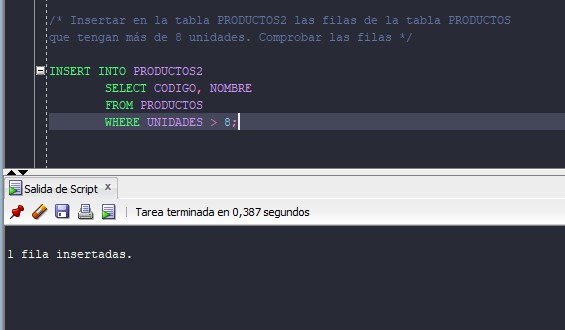 /* Insertar en la tabla PRODUCTOS2 las filas de la tabla PRODUCTOS
que tengan más de 8 unidades. Comprobar las filas */
INSERT INTO PRODUCTOS2
SELECT CODIGO, NOMBRE
FROM PRODUCTOS
WHERE UNIDADES > 8;
Salida de Script x
Tarea terminada en 0,387 segundos
1 fila insertadas.